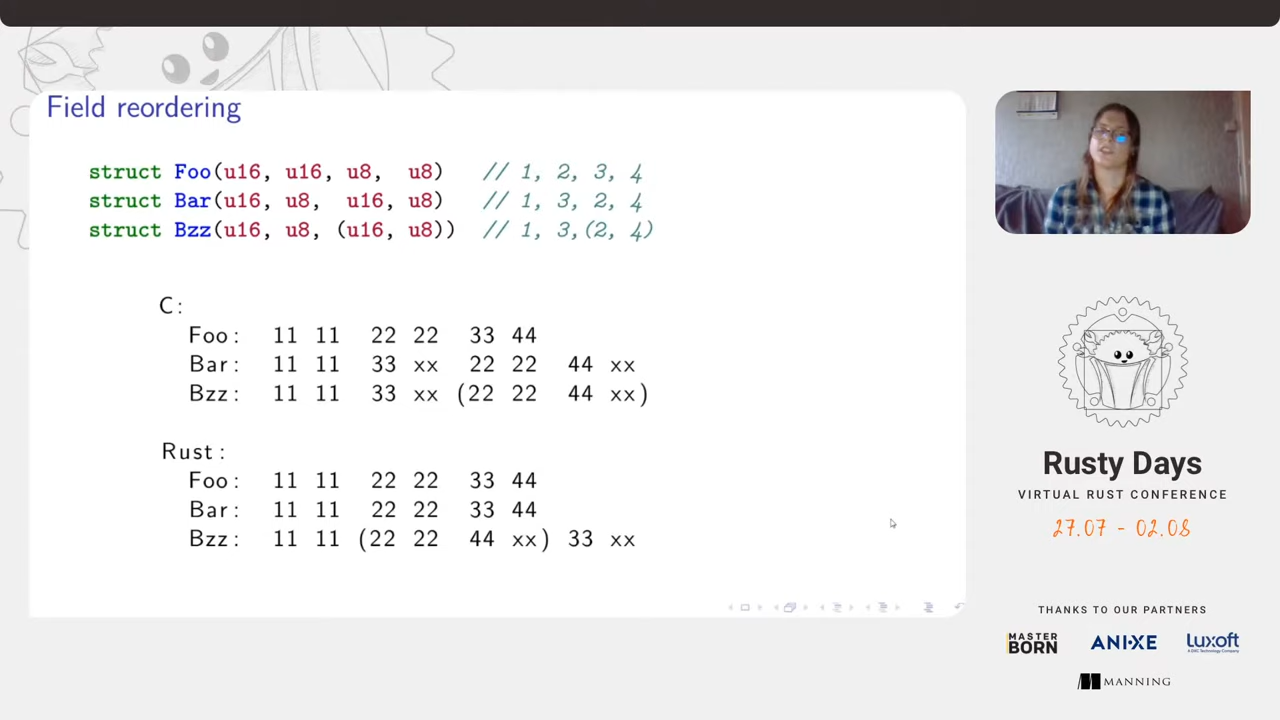 Field reordering
struct Foo(u16, u16, u8, u8) // 1, 2, 3, 4
struct Bar(u16, u8, u16, u8) // 1, 3, 2, 4
struct Bzz(u16, u8, (u16, u8)) // 1, 3,(2, 4)
C:
Foo: 11 11 22 22 33 44
Bar: 11 11 33 xx 22 22 44 xx
Bzz: 11 11 33 xx (22 22 44 xx)
Rust:
Foo: 11 11 22 22 33 44
Bar: 11 11 22 22 33 44
Bzz: 11 11 (22 22 44 xx) 33 xx
Rusty Days
VIRTUAL RUST CONFERENCE
27.07 - 02.08
THANKS TO OUR PARTNERS
MASTER BORN
ANIXE
luxoft
A DXC Technology Company
MANNING